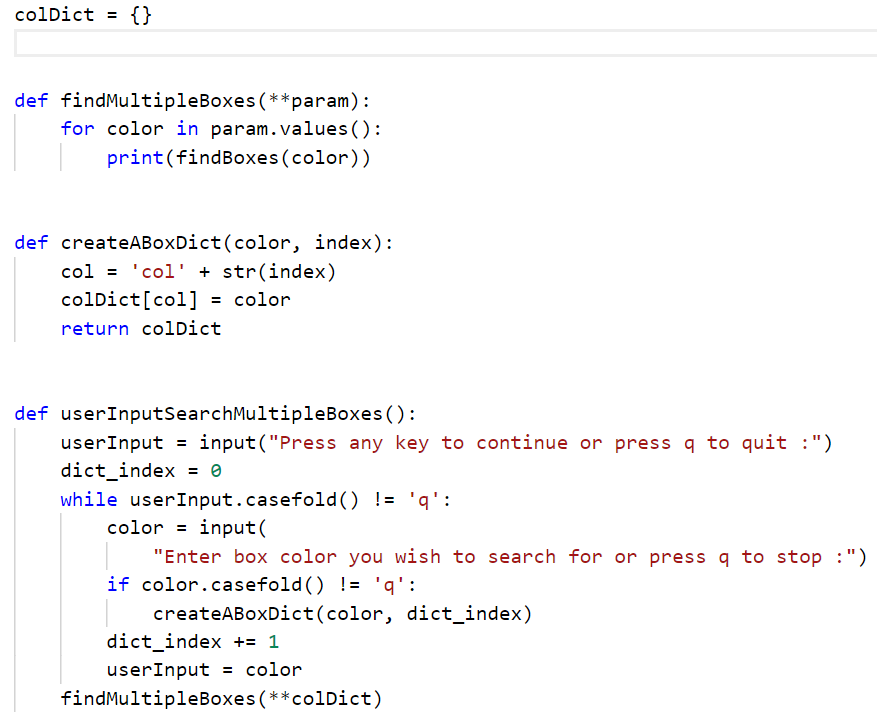 colDict = {}
def findMultipleBoxes(**param):
    for color in param.values():
        print(findBoxes(color))
def createABoxDict(color, index):
    col = 'col' + str(index)
    colDict[col] = color
    return colDict
def userInputSearchMultipleBoxes():
    userInput = input("Press any key to continue or press q to quit :")
    dict_index = 0
    while userInput.casefold() != 'q':
        color = input(
            "Enter box color you wish to search for or press q to stop :")
        if color.casefold() != 'q':
            createABoxDict(color, dict_index)
        dict_index += 1
        userInput = color
    findMultipleBoxes(**colDict)